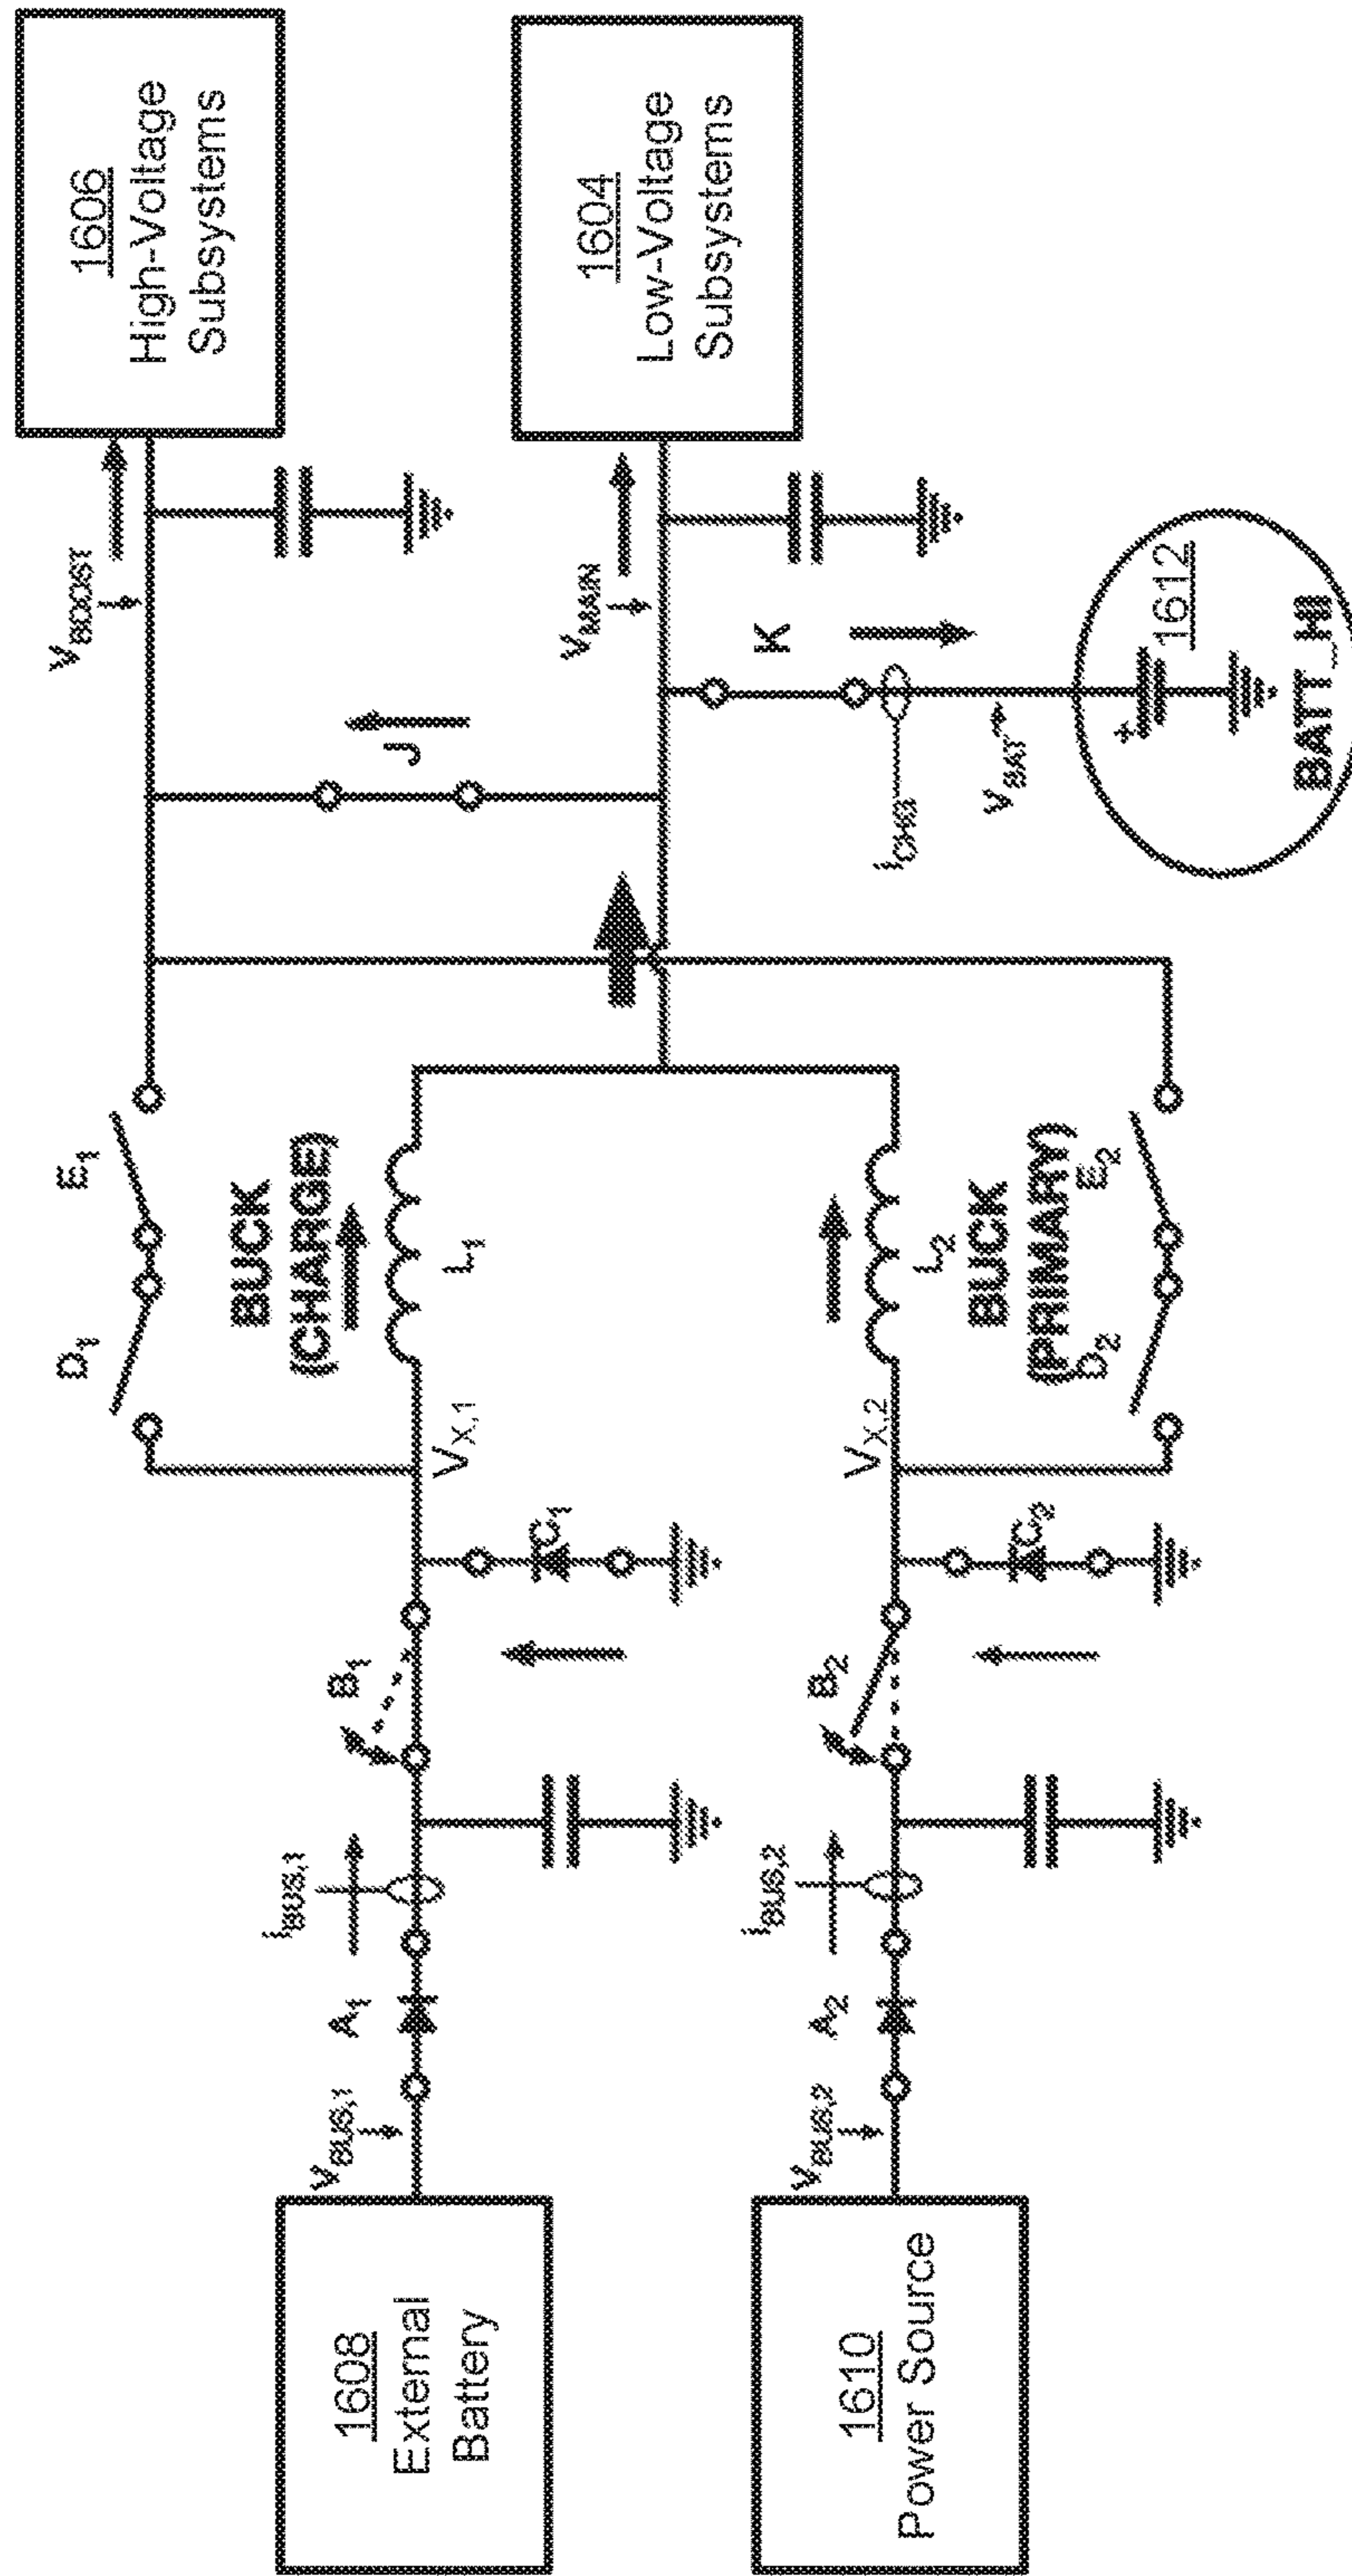 1608
External
Battery
1610
Power Source
V_BUS,1
V_BUS,2
A₁
A₂
i_BUS,1
i_BUS,2
B₁
B₂
C₁
C₂
V_X,1
V_X,2
D₁
E₁
BUCK
(CHARGE)
L₁
L₂
BUCK
(PRIMARY)
D₂
E₂
J
K
i_CHG
V_BAT
V_BOOST
V_MAIN
+
1612
BATT_HI
1606
High-Voltage
Subsystems
1604
Low-Voltage
Subsystems